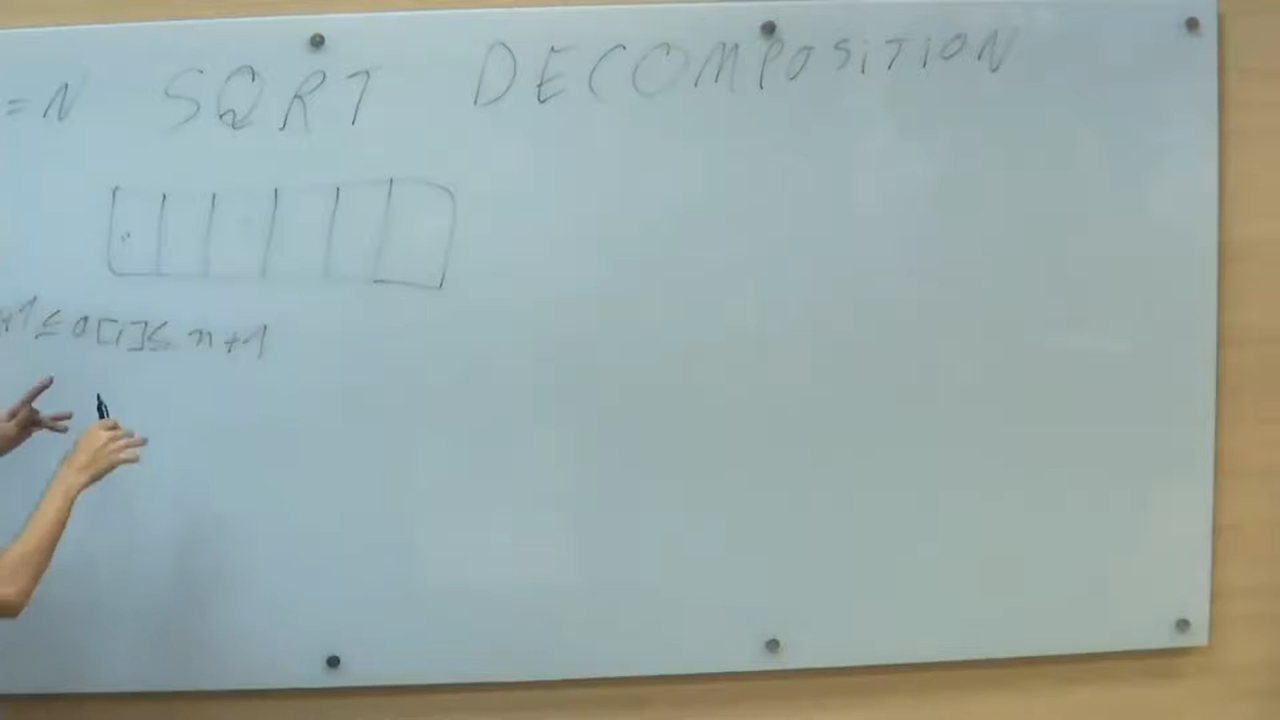 =N SQRT DECOMPOSITION
+1 ≤ a[i] ≤ n+1